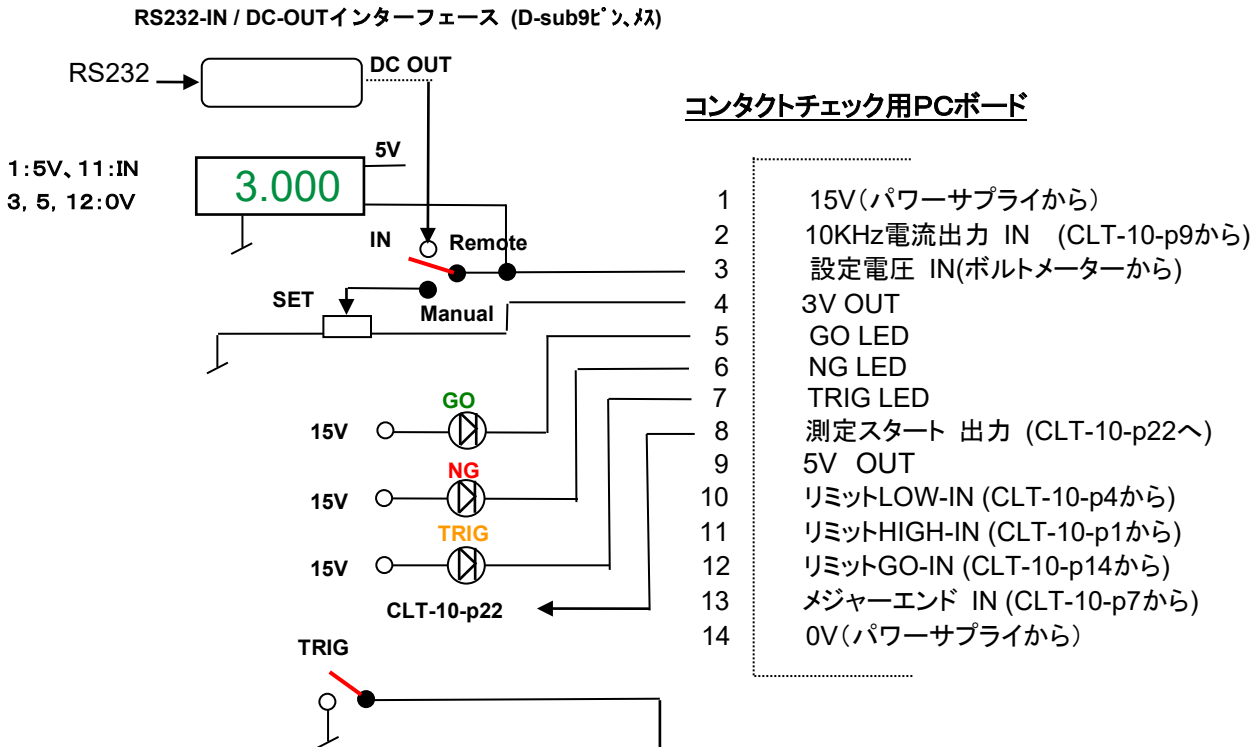 RS232-IN / DC-OUTインターフェース (D-sub9ﾋﾟﾝ､ﾒｽ)
RS232
DC OUT
コンタクトチェック用PCボード
1:5V、11:IN
3, 5, 12:0V
3.000
5V
IN
Remote
SET
Manual
1 15V(パワーサプライから)
2 10KHz電流出力 IN (CLT-10-p9から)
3 設定電圧 IN(ボルトメーターから)
4 3V OUT
5 GO LED
6 NG LED
7 TRIG LED
8 測定スタート 出力 (CLT-10-p22へ)
9 5V OUT
10 リミットLOW-IN (CLT-10-p4から)
11 リミットHIGH-IN (CLT-10-p1から)
12 リミットGO-IN (CLT-10-p14から)
13 メジャーエンド IN (CLT-10-p7から)
14 0V(パワーサプライから)
GO
15V
NG
15V
TRIG
15V
CLT-10-p22
TRIG